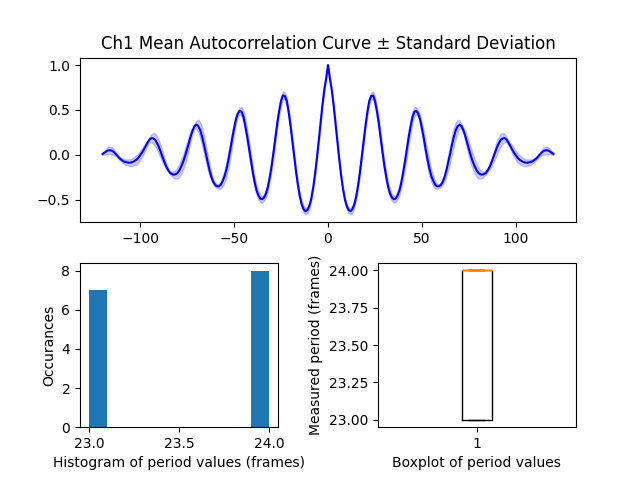 Ch1 Mean Autocorrelation Curve ± Standard Deviation
1.0
0.5
0.0
−0.5
−100 −50 0 50 100
8
6
4
2
0
Occurances
23.0 23.5 24.0
Histogram of period values (frames)
24.00
23.75
23.50
23.25
23.00
Measured period (frames)
1
Boxplot of period values